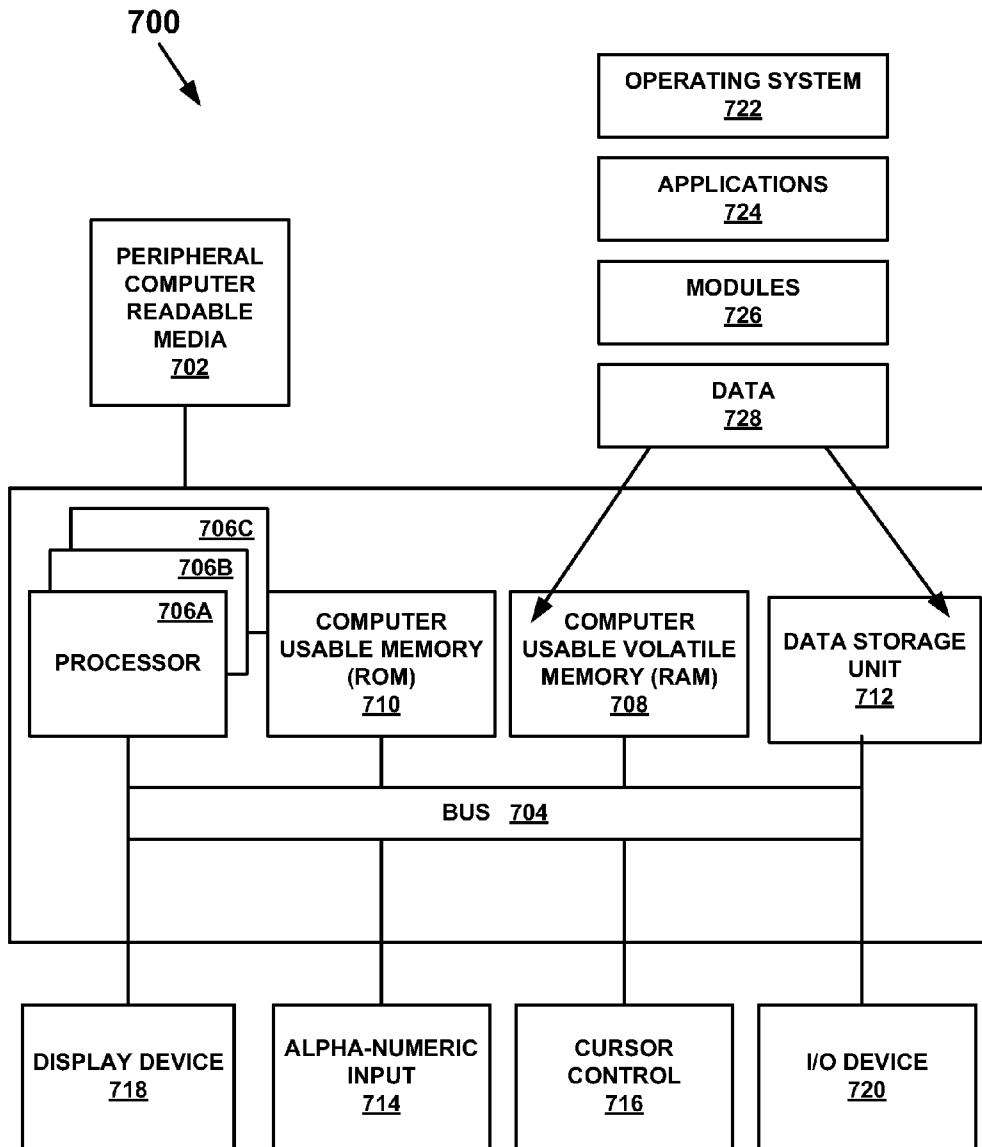 700
OPERATING SYSTEM
722
APPLICATIONS
724
PERIPHERAL
COMPUTER
READABLE
MEDIA
702
MODULES
726
DATA
728
706C
706B
706A
PROCESSOR
COMPUTER
USABLE MEMORY
(ROM)
710
COMPUTER
USABLE VOLATILE
MEMORY (RAM)
708
DATA STORAGE
UNIT
712
BUS 704
DISPLAY DEVICE
718
ALPHA-NUMERIC
INPUT
714
CURSOR
CONTROL
716
I/O DEVICE
720